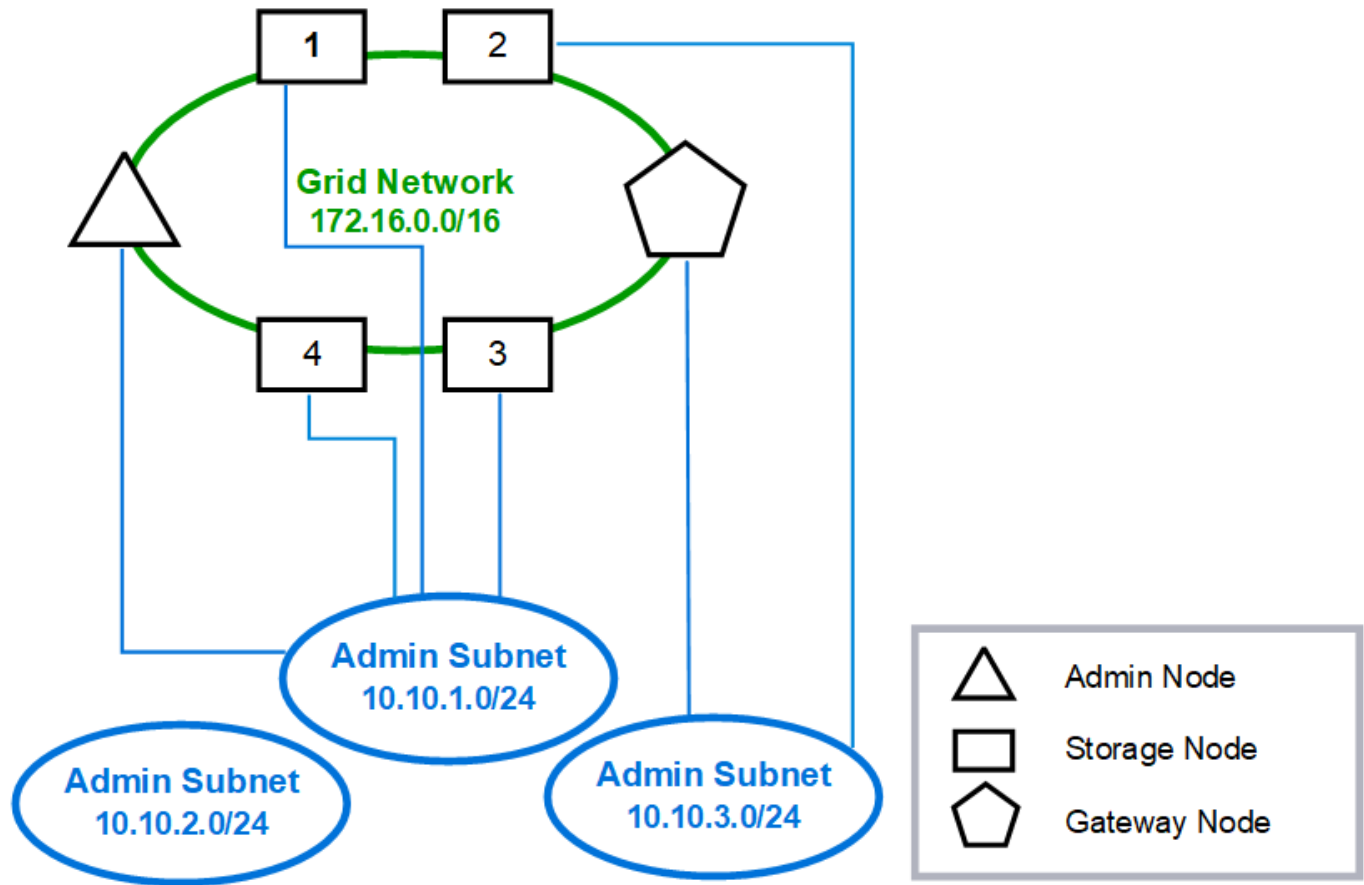 1
2
Grid Network
172.16.0.0/16
4
3
Admin Subnet
10.10.1.0/24
Admin Subnet
10.10.2.0/24
Admin Subnet
10.10.3.0/24
Admin Node
Storage Node
Gateway Node